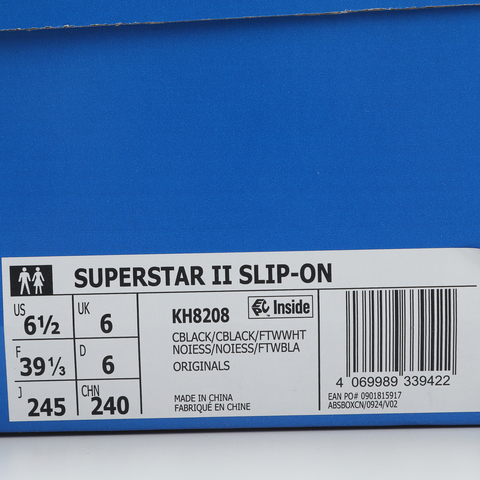 SUPERSTAR II SLIP-ON
US 6½ UK 6
F 39⅓ D 6
J 245 CHN 240
KH8208 Inside
CBLACK/CBLACK/FTWWHT
NOIESS/NOIESS/FTWBLA
ORIGINALS
MADE IN CHINA
FABRIQUÉ EN CHINE
4 069989 339422
EAN PO# 0901815917
ABSBOXCN/0924/V02